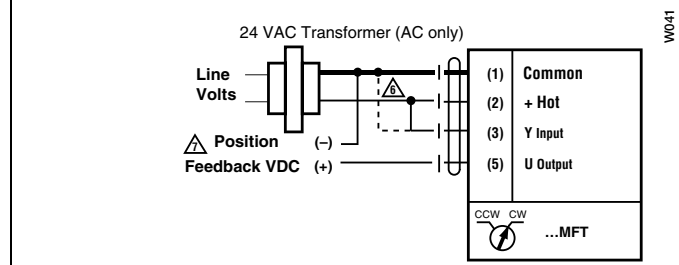 W041
24 VAC Transformer (AC only)
Line
Volts
(1) Common
(2) + Hot
(3) Y Input
(5) U Output
6
7 Position (–)
Feedback VDC (+)
CCW CW
...MFT